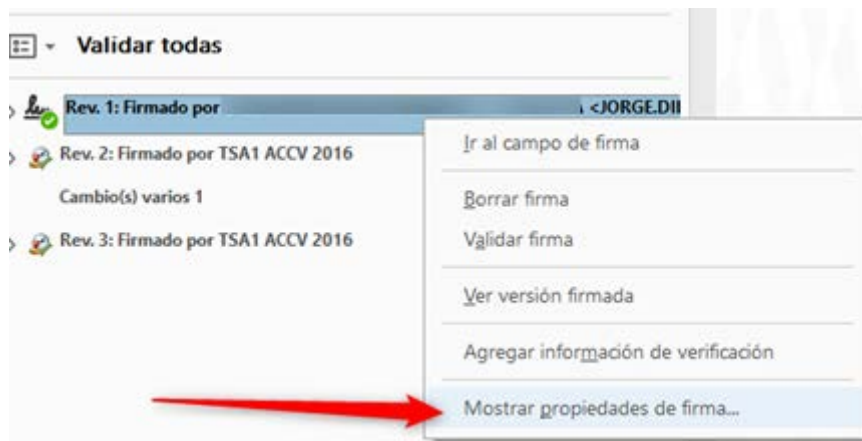 Validar todas
Rev. 1: Firmado por <JORGE.DII
Rev. 2: Firmado por TSA1 ACCV 2016
Cambio(s) varios 1
Rev. 3: Firmado por TSA1 ACCV 2016
Ir al campo de firma
Borrar firma
Validar firma
Ver versión firmada
Agregar información de verificación
Mostrar propiedades de firma...